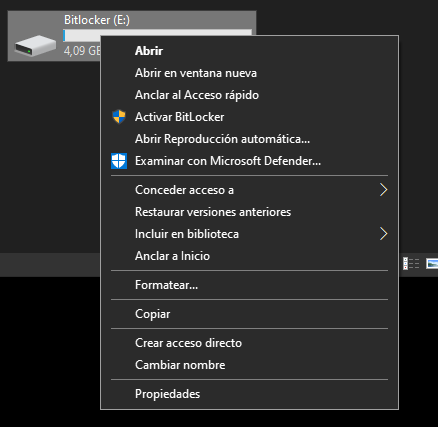 Bitlocker (E:)
4,09 GB
Abrir
Abrir en ventana nueva
Anclar al Acceso rápido
Activar BitLocker
Abrir Reproducción automática...
Examinar con Microsoft Defender...
Conceder acceso a
Restaurar versiones anteriores
Incluir en biblioteca
Anclar a Inicio
Formatear...
Copiar
Crear acceso directo
Cambiar nombre
Propiedades